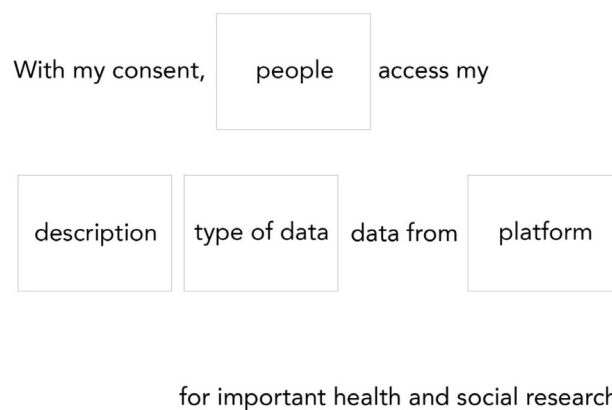 With my consent, people access my
description type of data data from platform
for important health and social research